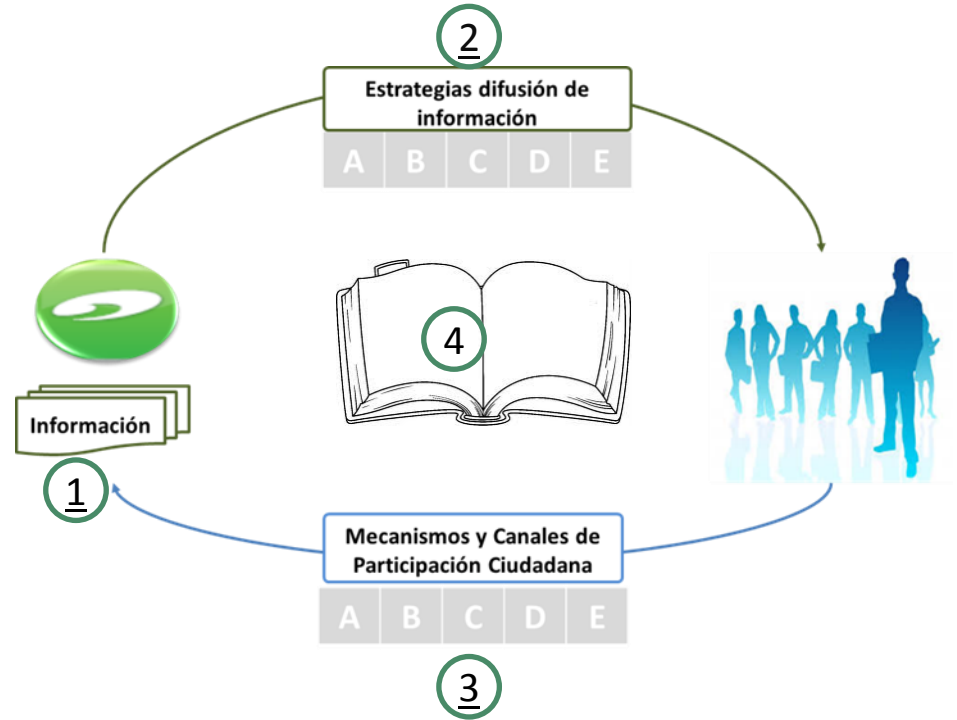 2
Estrategias difusión de
información
A B C D E
4
Información
1
Mecanismos y Canales de
Participación Ciudadana
A B C D E
3